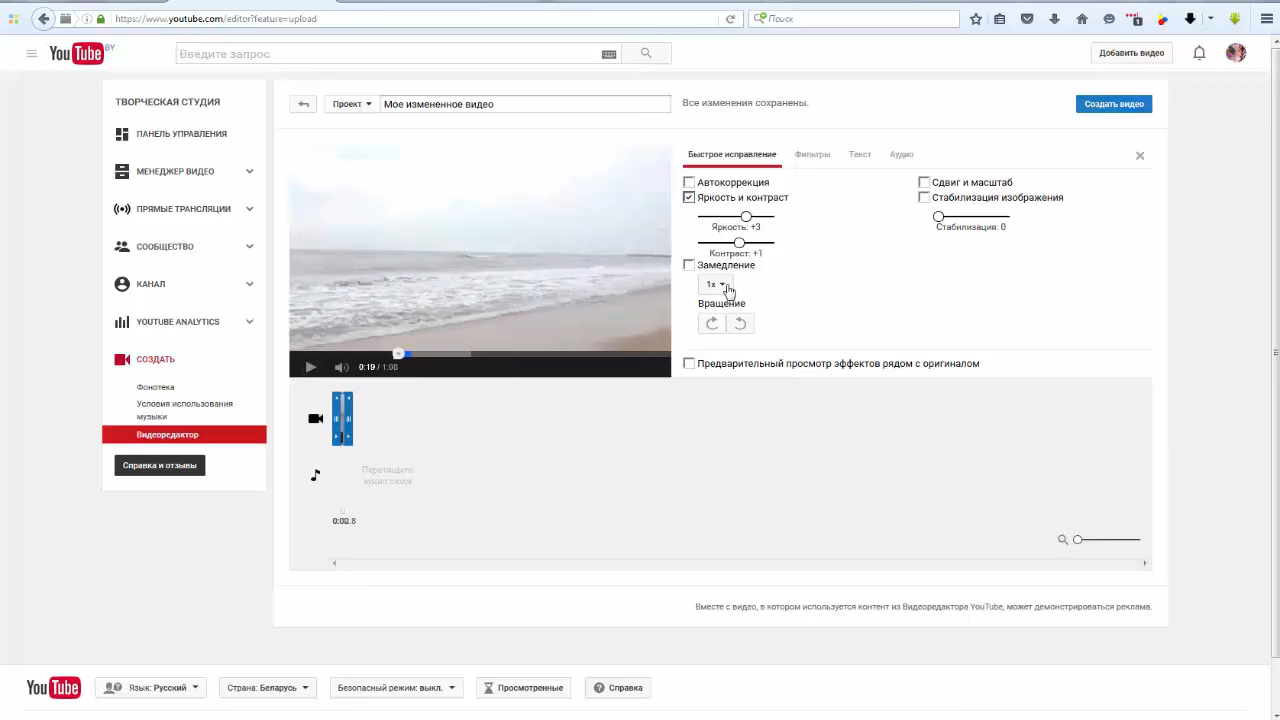 https://www.youtube.com/editor?feature=upload
Поиск
YouTube BY
Введите запрос
Добавить видео
ТВОРЧЕСКАЯ СТУДИЯ
ПАНЕЛЬ УПРАВЛЕНИЯ
МЕНЕДЖЕР ВИДЕО
ПРЯМЫЕ ТРАНСЛЯЦИИ
СООБЩЕСТВО
КАНАЛ
YOUTUBE ANALYTICS
СОЗДАТЬ
Фонотека
Условия использования
музыки
Видеоредактор
Справка и отзывы
Проект
Мое измененное видео
Все изменения сохранены.
Создать видео
Быстрое исправление Фильтры Текст Аудио
Автокоррекция
Яркость и контраст
Яркость: +3
Контраст: +1
Замедление
1x
Вращение
Сдвиг и масштаб
Стабилизация изображения
Стабилизация: 0
Предварительный просмотр эффектов рядом с оригиналом
0:19 / 1:08
Перетащите
аудио сюда
Вместе с видео, в котором используется контент из Видеоредактора YouTube, может демонстрироваться реклама.
YouTube
Язык: Русский
Страна: Беларусь
Безопасный режим: выкл.
Просмотренные
Справка